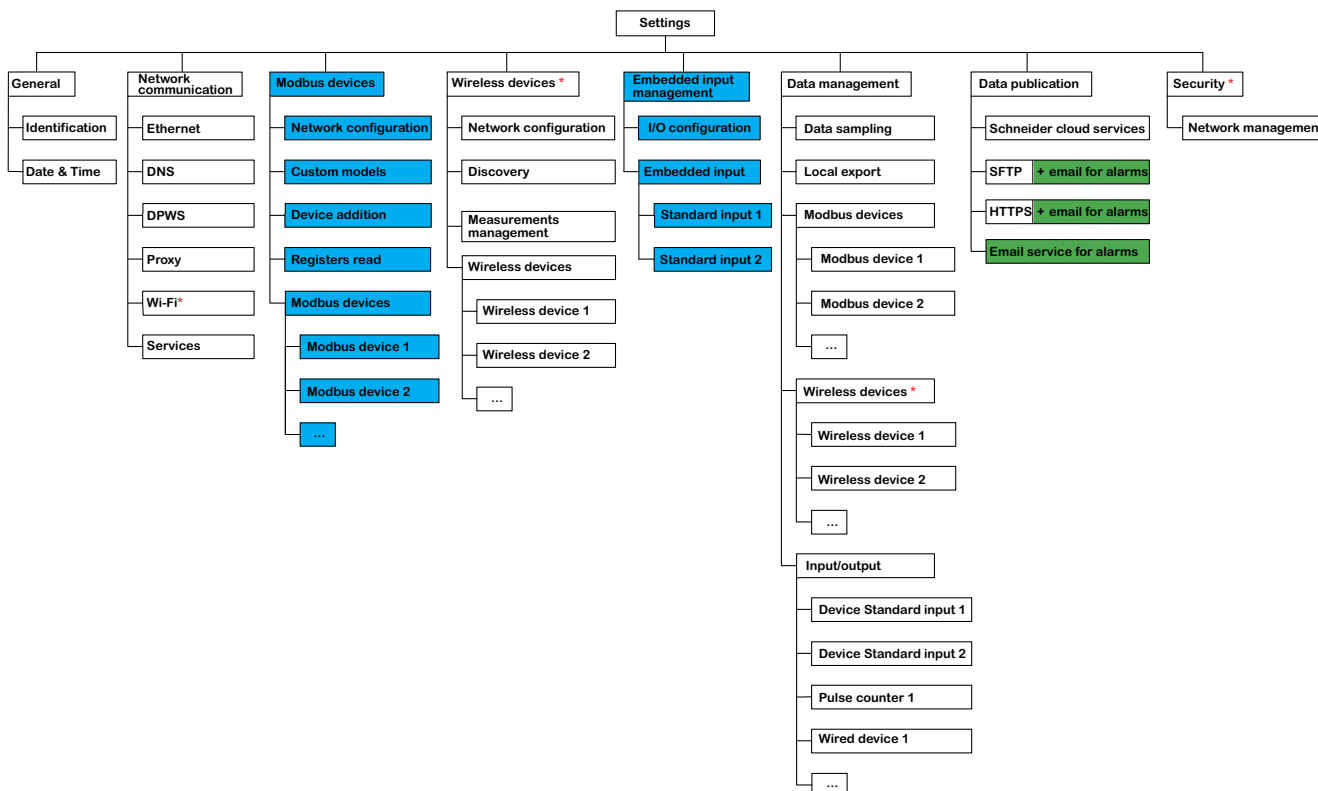 Settings
General
Identification
Date & Time
Network
communication
Ethernet
DNS
DPWS
Proxy
Wi-Fi*
Services
Modbus devices
Network configuration
Custom models
Device addition
Registers read
Modbus devices
Modbus device 1
Modbus device 2
...
Wireless devices *
Network configuration
Discovery
Measurements
management
Wireless devices
Wireless device 1
Wireless device 2
...
Embedded input
management
I/O configuration
Embedded input
Standard input 1
Standard input 2
Data management
Data sampling
Local export
Modbus devices
Modbus device 1
Modbus device 2
...
Wireless devices *
Wireless device 1
Wireless device 2
...
Input/output
Device Standard input 1
Device Standard input 2
Pulse counter 1
Wired device 1
...
Data publication
Schneider cloud services
SFTP + email for alarms
HTTPS + email for alarms
Email service for alarms
Security *
Network management